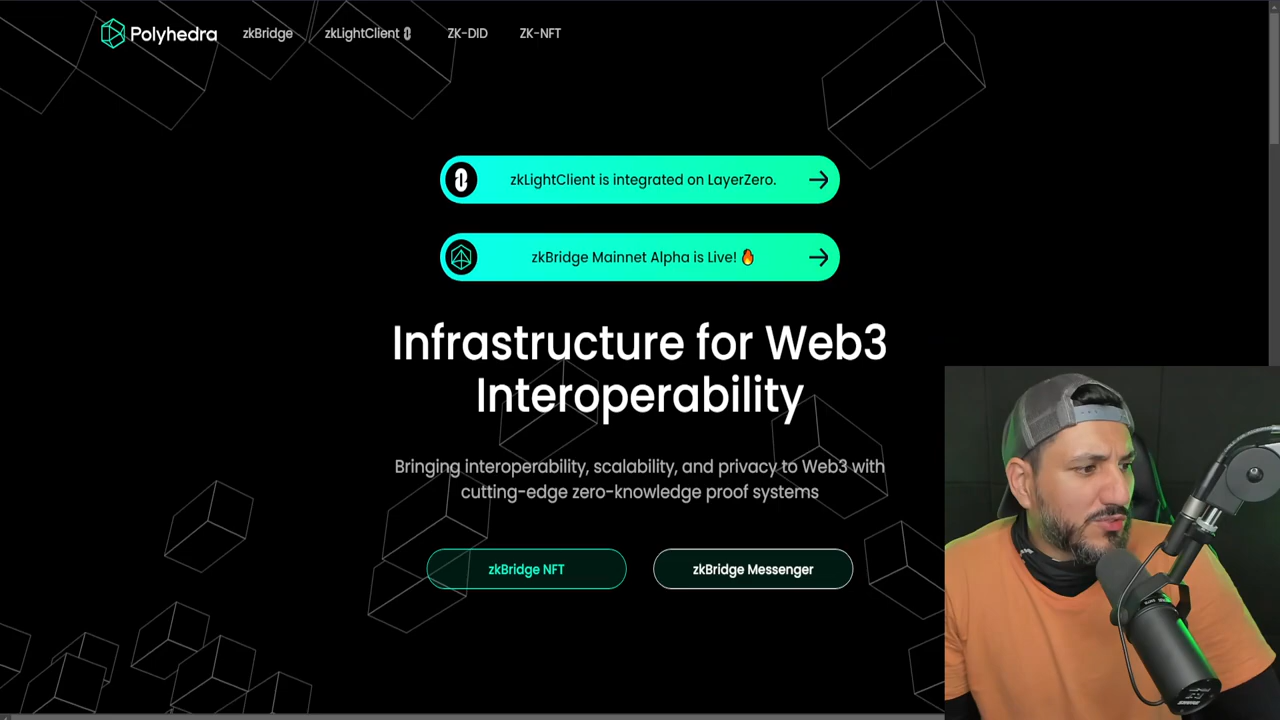 Polyhedra
zkBridge
zkLightClient
ZK-DID
ZK-NFT
zkLightClient is integrated on LayerZero.
zkBridge Mainnet Alpha is Live! 🔥
Infrastructure for Web3
Interoperability
Bringing interoperability, scalability, and privacy to Web3 with
cutting-edge zero-knowledge proof systems
zkBridge NFT
zkBridge Messenger